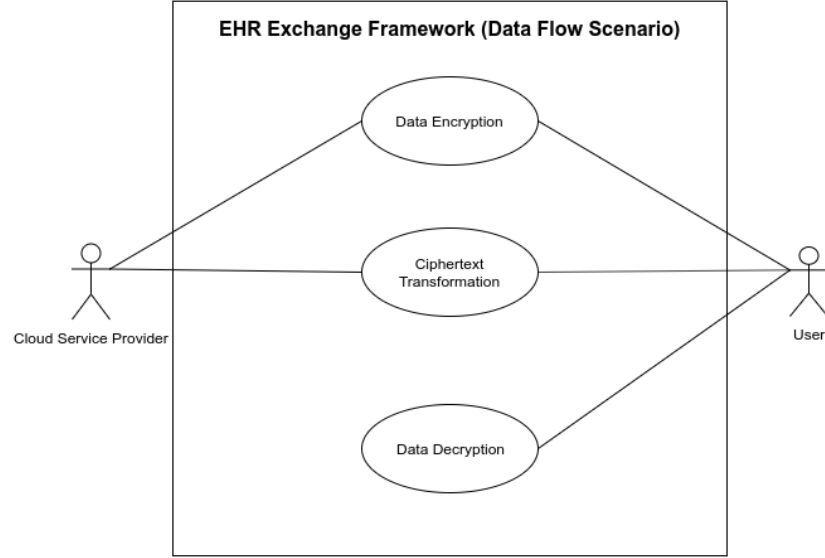 EHR Exchange Framework (Data Flow Scenario)
Data Encryption
Ciphertext
Transformation
Cloud Service Provider
User
Data Decryption